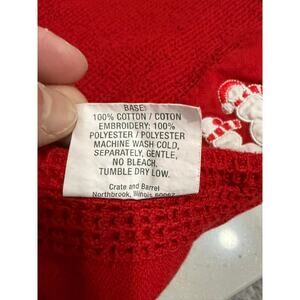 BASE:
100% COTTON / COTON
EMBROIDERY: 100%
POLYESTER / POLYESTER
MACHINE WASH COLD,
SEPARATELY, GENTLE,
NO BLEACH,
TUMBLE DRY LOW.
Crate and Barrel
Northbrook, Illinois 60062